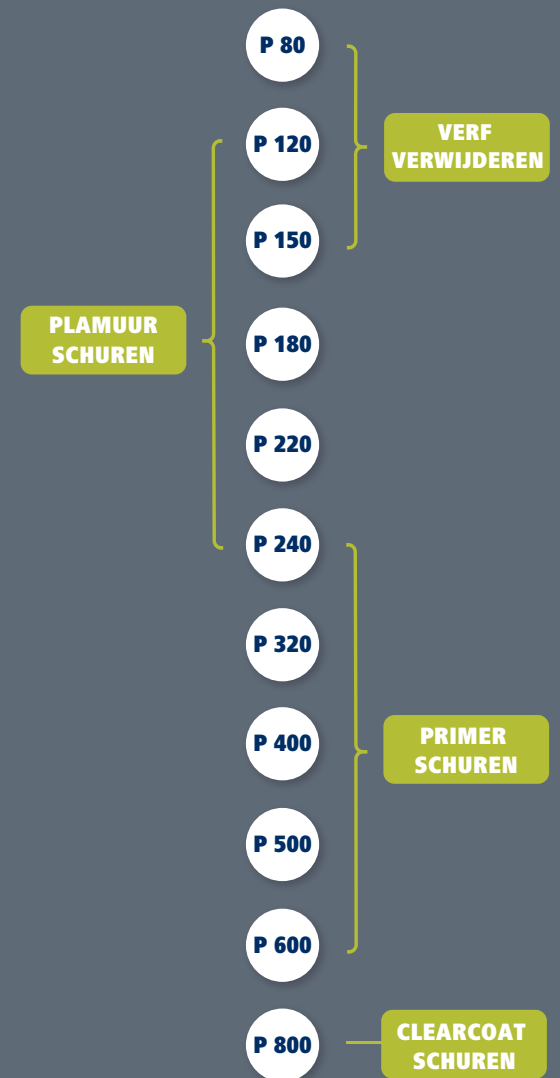 P 80
P 120
VERF
VERWIJDEREN
P 150
PLAMUUR
SCHUREN
P 180
P 220
P 240
P 320
P 400
PRIMER
SCHUREN
P 500
P 600
P 800
CLEARCOAT
SCHUREN